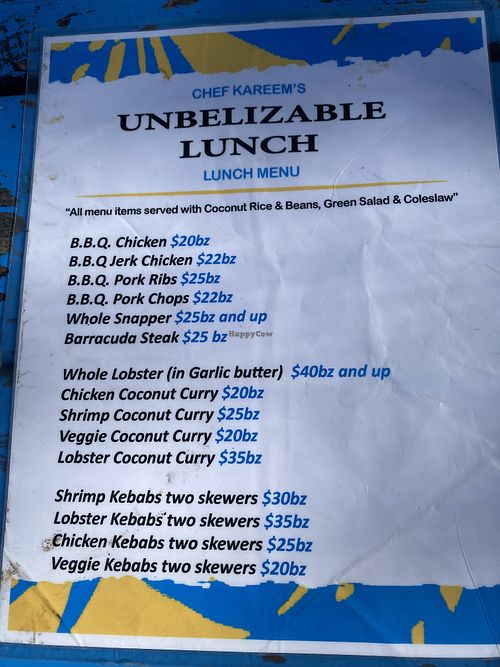 CHEF KAREEM'S
UNBELIZABLE
LUNCH
LUNCH MENU
"All menu items served with Coconut Rice & Beans, Green Salad & Coleslaw"
B.B.Q. Chicken $20bz
B.B.Q Jerk Chicken $22bz
B.B.Q. Pork Ribs $25bz
B.B.Q. Pork Chops $22bz
Whole Snapper $25bz and up
Barracuda Steak $25 bz
HappyCow
Whole Lobster (in Garlic butter) $40bz and up
Chicken Coconut Curry $20bz
Shrimp Coconut Curry $25bz
Veggie Coconut Curry $20bz
Lobster Coconut Curry $35bz
Shrimp Kebabs two skewers $30bz
Lobster Kebabs two skewers $35bz
Chicken Kebabs two skewers $25bz
Veggie Kebabs two skewers $20bz